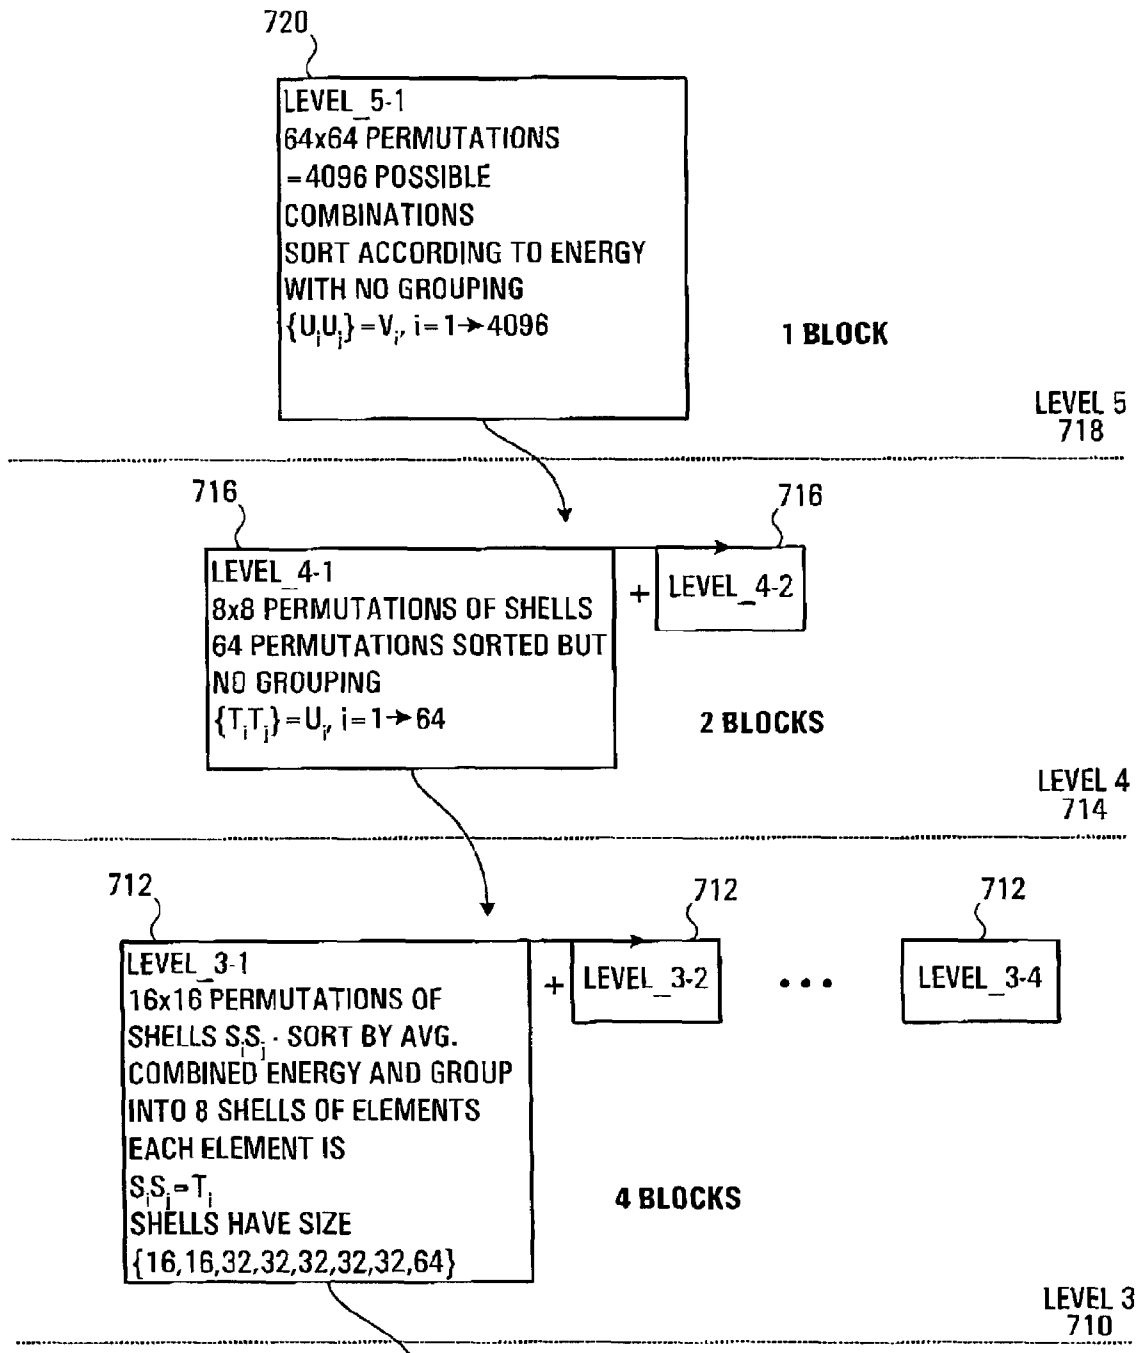 720
LEVEL_5-1
64x64 PERMUTATIONS
=4096 POSSIBLE
COMBINATIONS
SORT ACCORDING TO ENERGY
WITH NO GROUPING
{UiUj}=Vi, i=1→4096
1 BLOCK
LEVEL 5
718
716
716
LEVEL_4-1
8x8 PERMUTATIONS OF SHELLS
64 PERMUTATIONS SORTED BUT
NO GROUPING
{TiTj}=Ui, i=1→64
+
LEVEL_4-2
2 BLOCKS
LEVEL 4
714
712
712
712
LEVEL_3-1
16x16 PERMUTATIONS OF
SHELLS SiSj - SORT BY AVG.
COMBINED ENERGY AND GROUP
INTO 8 SHELLS OF ELEMENTS
EACH ELEMENT IS
SiSj=Ti
SHELLS HAVE SIZE
{16,16,32,32,32,32,32,64}
+
LEVEL_3-2
• • •
LEVEL_3-4
4 BLOCKS
LEVEL 3
710